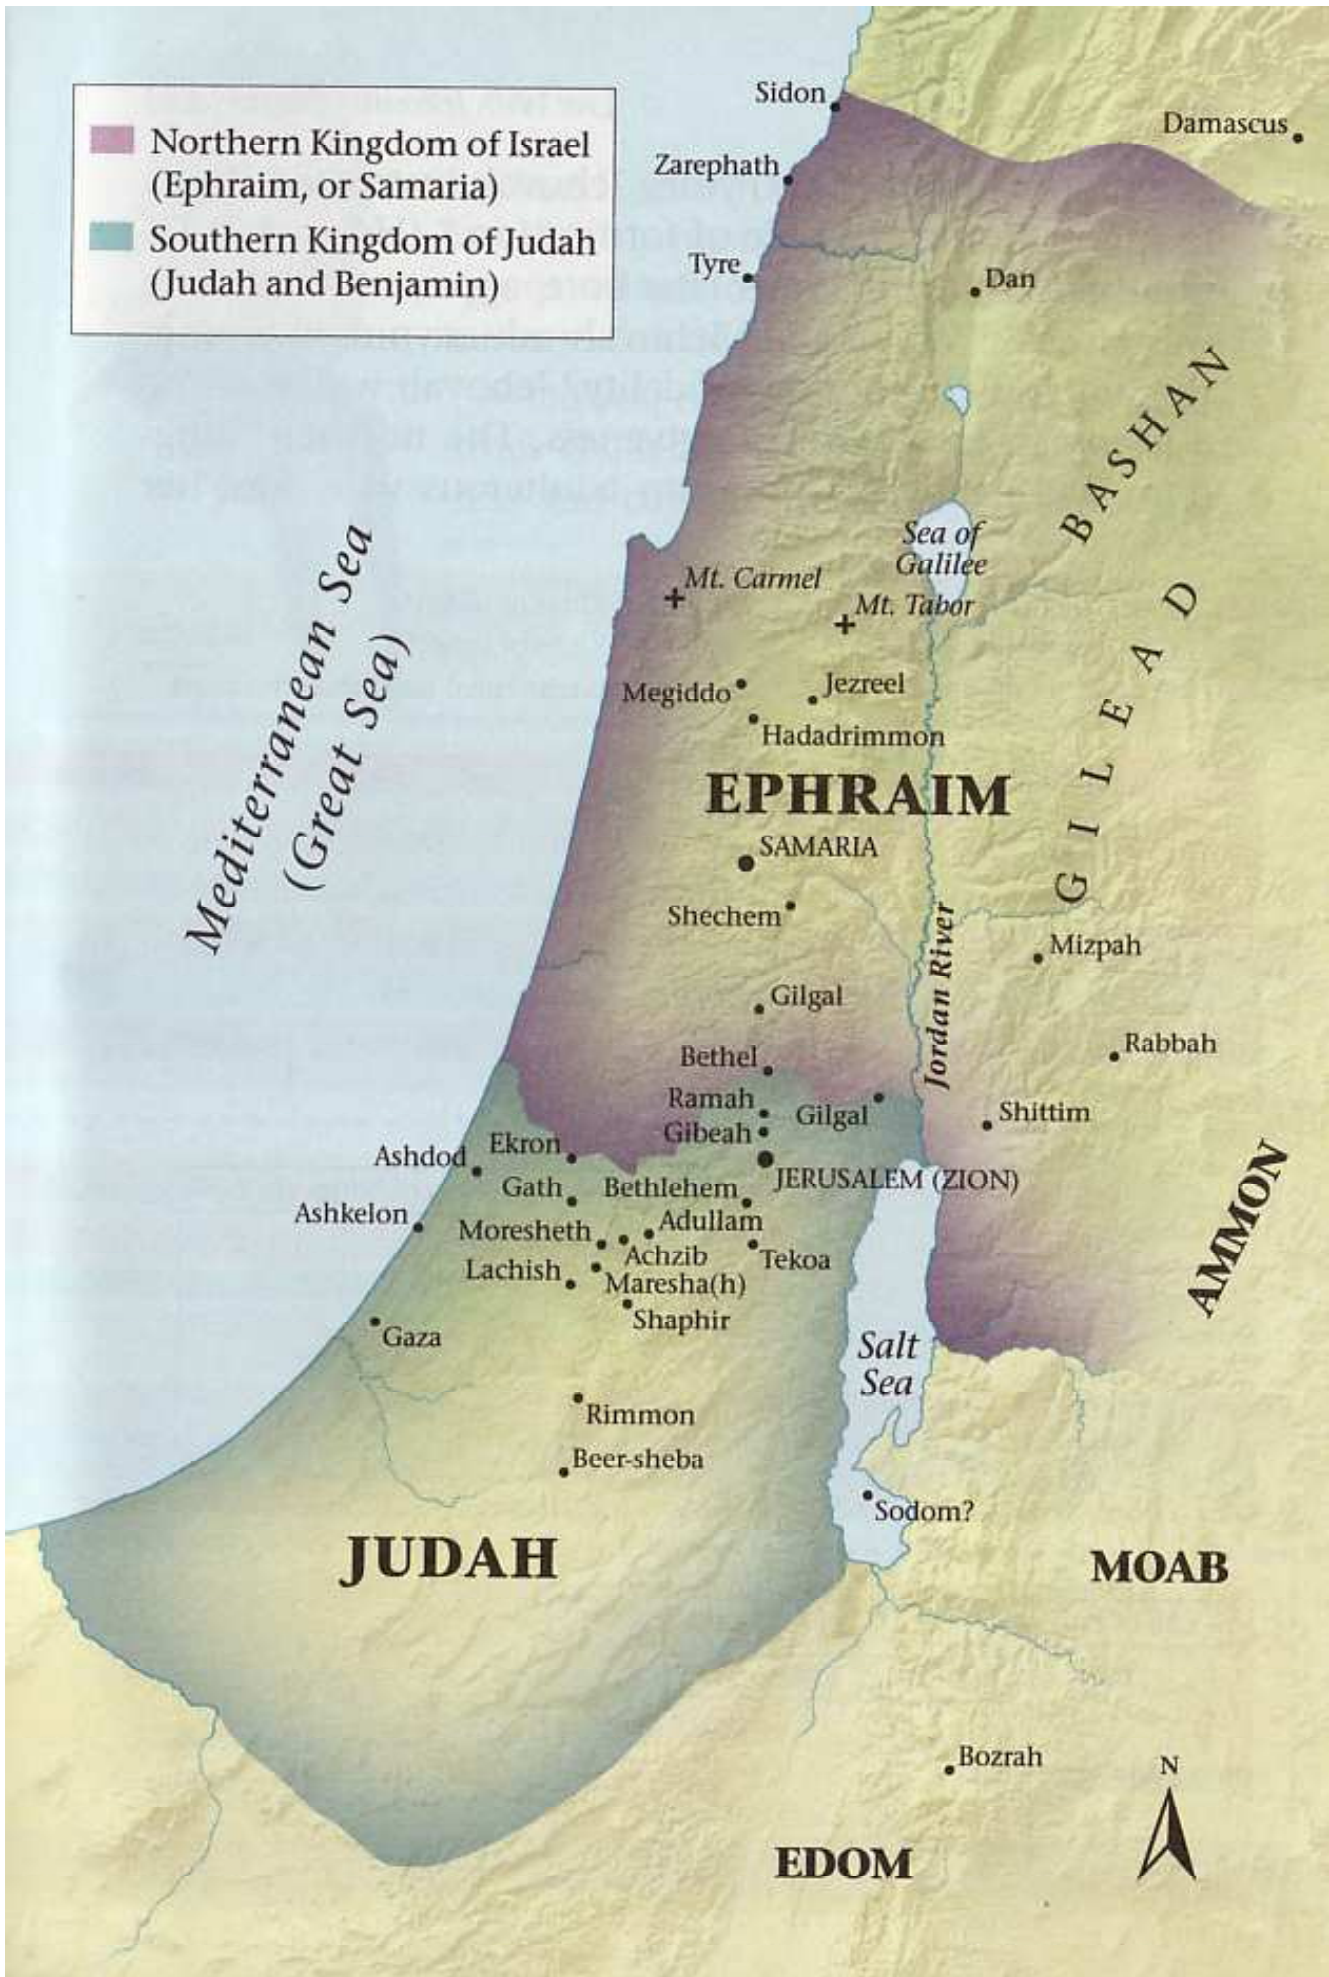 Northern Kingdom of Israel
(Ephraim, or Samaria)
Southern Kingdom of Judah
(Judah and Benjamin)
Sidon
Damascus
Zarephath
Tyre
Dan
BASHAN
Sea of
Galilee
Mediterranean Sea
(Great Sea)
Mt. Carmel
Mt. Tabor
GILEAD
Megiddo
Jezreel
Hadadrimmon
EPHRAIM
SAMARIA
Shechem
Jordan River
Mizpah
Gilgal
Rabbah
Bethel
Ramah
Gilgal
Shittim
Gibeah
Ekron
Ashdod
JERUSALEM (ZION)
Gath
Bethlehem
AMMON
Ashkelon
Moresheth
Adullam
Achzib
Tekoa
Lachish
Maresha(h)
Shaphir
Gaza
Salt
Sea
Rimmon
Beer-sheba
Sodom?
JUDAH
MOAB
Bozrah
N
EDOM